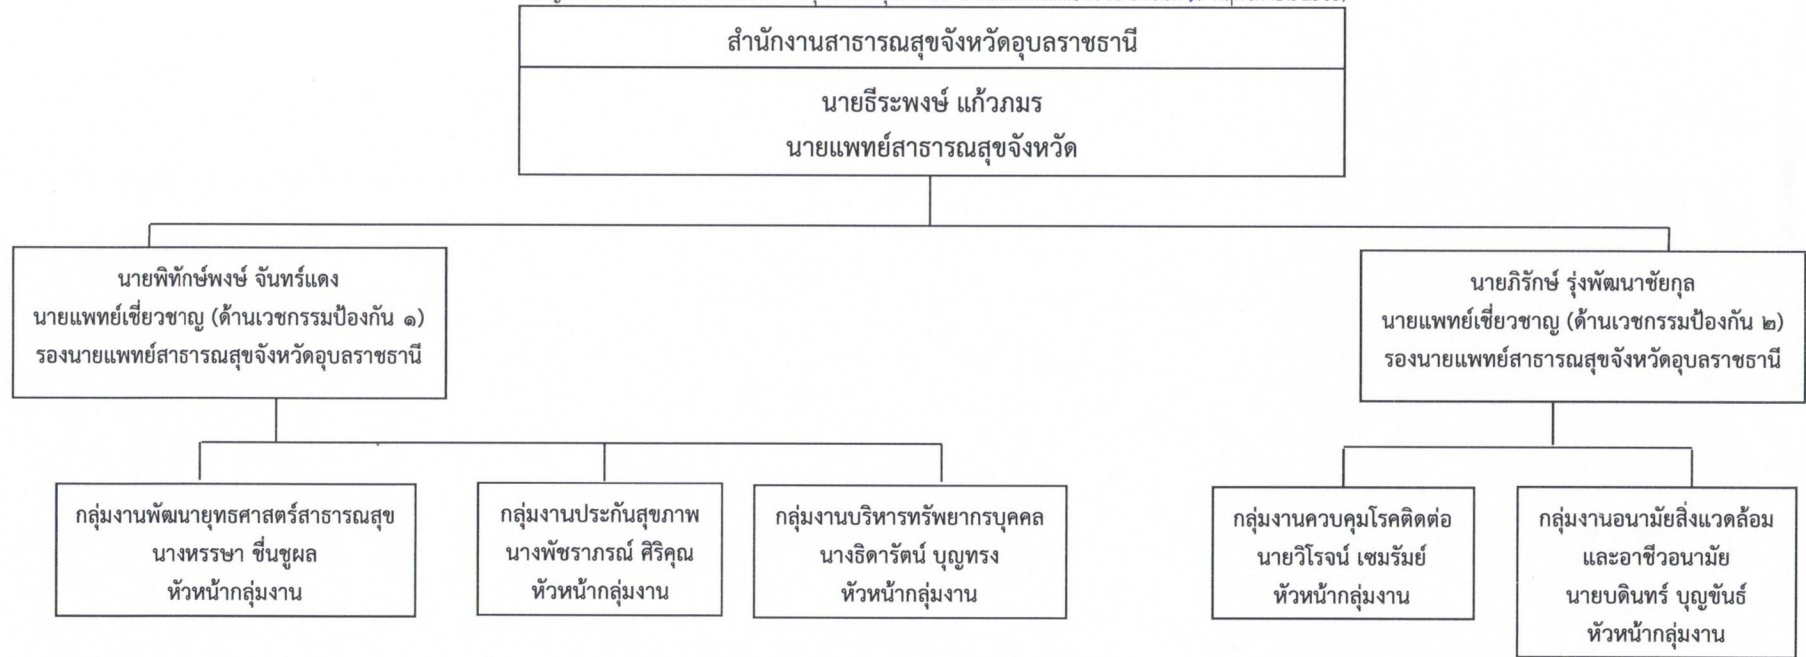 สำนักงานสาธารณสุขจังหวัดอุบลราชธานี
นายธีระพงษ์ แก้วภมร
นายแพทย์สาธารณสุขจังหวัด
นายพิทักษ์พงษ์ จันทร์แดง
นายแพทย์เชี่ยวชาญ (ด้านเวชกรรมป้องกัน ๑)
รองนายแพทย์สาธารณสุขจังหวัดอุบลราชธานี
นายภิรักษ์ รุ่งพัฒนาชัยกุล
นายแพทย์เชี่ยวชาญ (ด้านเวชกรรมป้องกัน ๒)
รองนายแพทย์สาธารณสุขจังหวัดอุบลราชธานี
กลุ่มงานพัฒนายุทธศาสตร์สาธารณสุข
นางหรรษา ชื่นชูผล
หัวหน้ากลุ่มงาน
กลุ่มงานประกันสุขภาพ
นางพัชราภรณ์ ศิริคุณ
หัวหน้ากลุ่มงาน
กลุ่มงานบริหารทรัพยากรบุคคล
นางธิดารัตน์ บุญทรง
หัวหน้ากลุ่มงาน
กลุ่มงานควบคุมโรคติดต่อ
นายวิโรจน์ เซมรัมย์
หัวหน้ากลุ่มงาน
กลุ่มงานอนามัยสิ่งแวดล้อม
และอาชีวอนามัย
นายบดินทร์ บุญขันธ์
หัวหน้ากลุ่มงาน